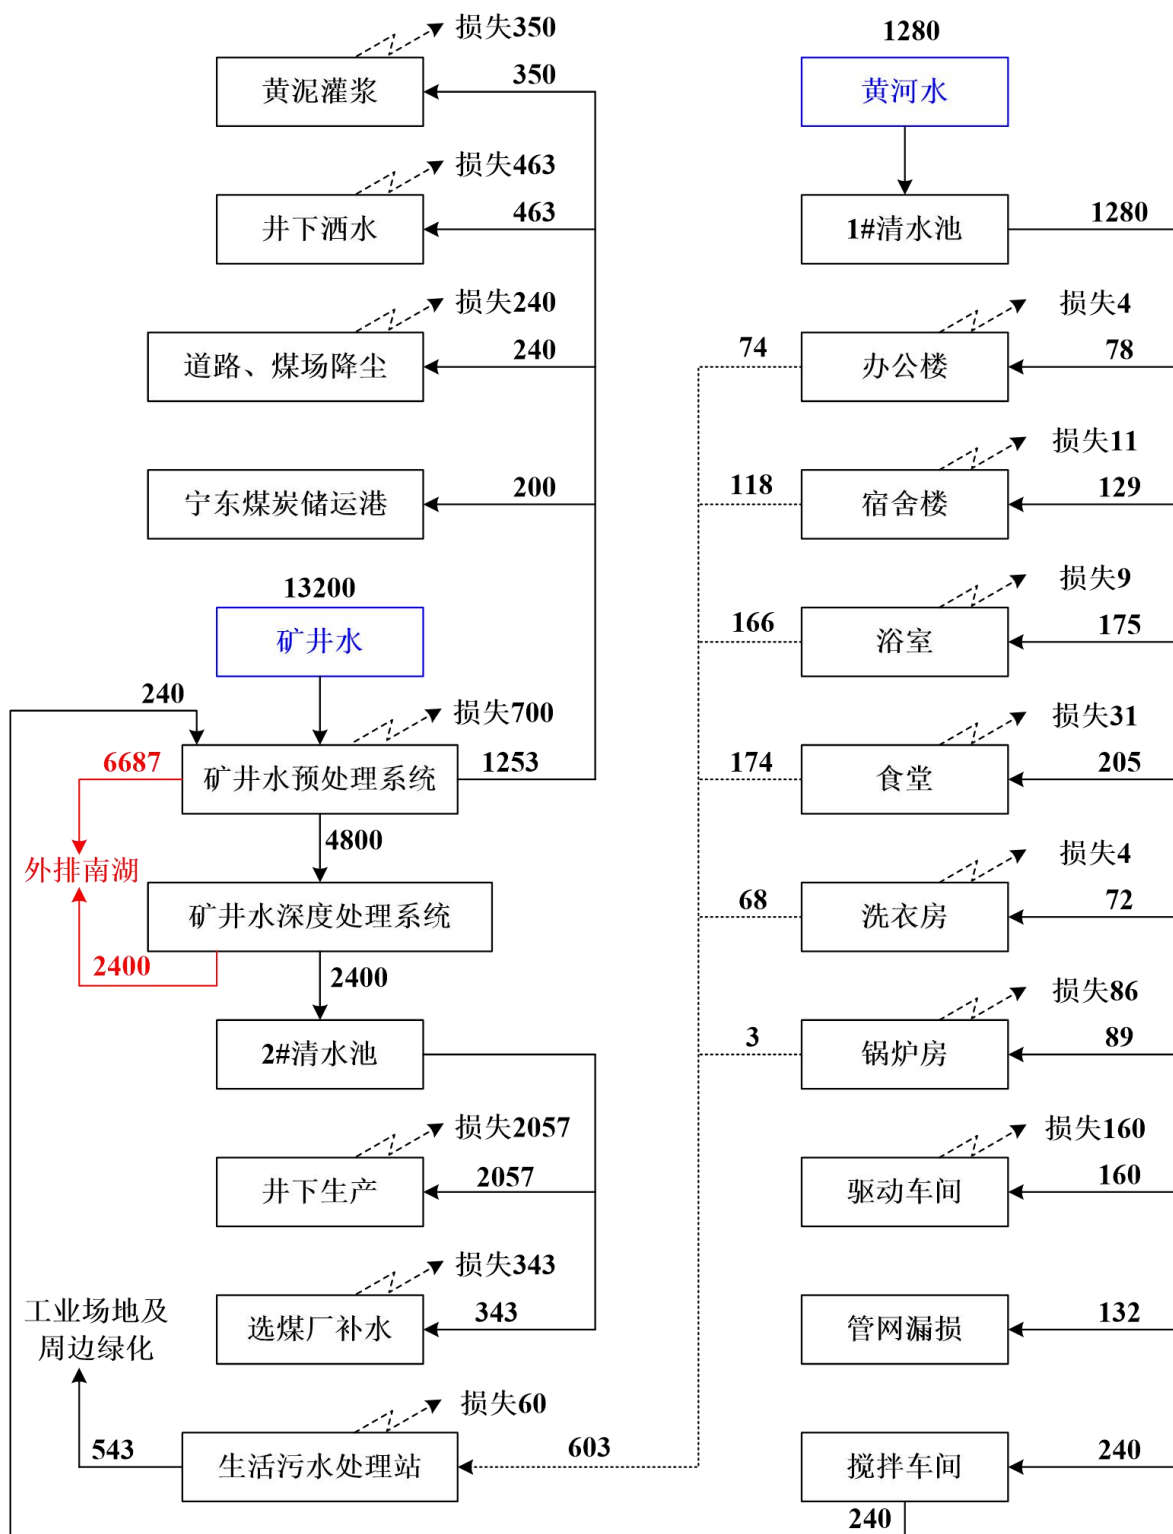 损失350
350
黄泥灌浆
损失463
463
井下洒水
损失240
240
道路、煤场降尘
200
宁东煤炭储运港
13200
矿井水
240
损失700
6687
矿井水预处理系统
1253
4800
外排南湖
矿井水深度处理系统
2400
2400
2#清水池
损失2057
2057
井下生产
损失343
343
选煤厂补水
工业场地及
周边绿化
损失60
543
生活污水处理站
603
1280
黄河水
1#清水池
1280
损失4
74
办公楼
78
损失11
118
宿舍楼
129
损失9
166
浴室
175
损失31
174
食堂
205
损失4
68
洗衣房
72
损失86
3
锅炉房
89
损失160
驱动车间
160
管网漏损
132
搅拌车间
240
240